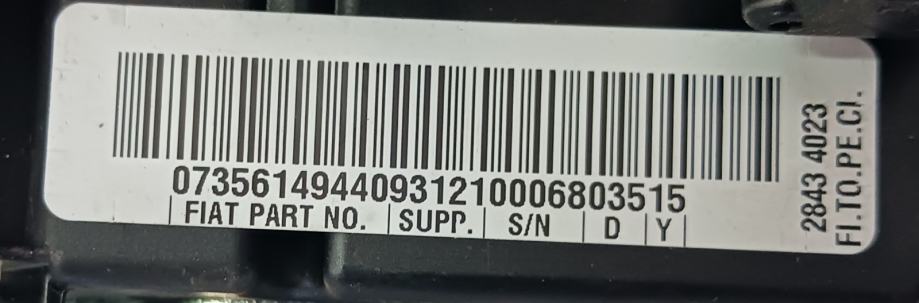 07356149440931210006803515
FIAT PART NO. SUPP. S/N D Y
2843 4023
FI.TO.PE.CI.